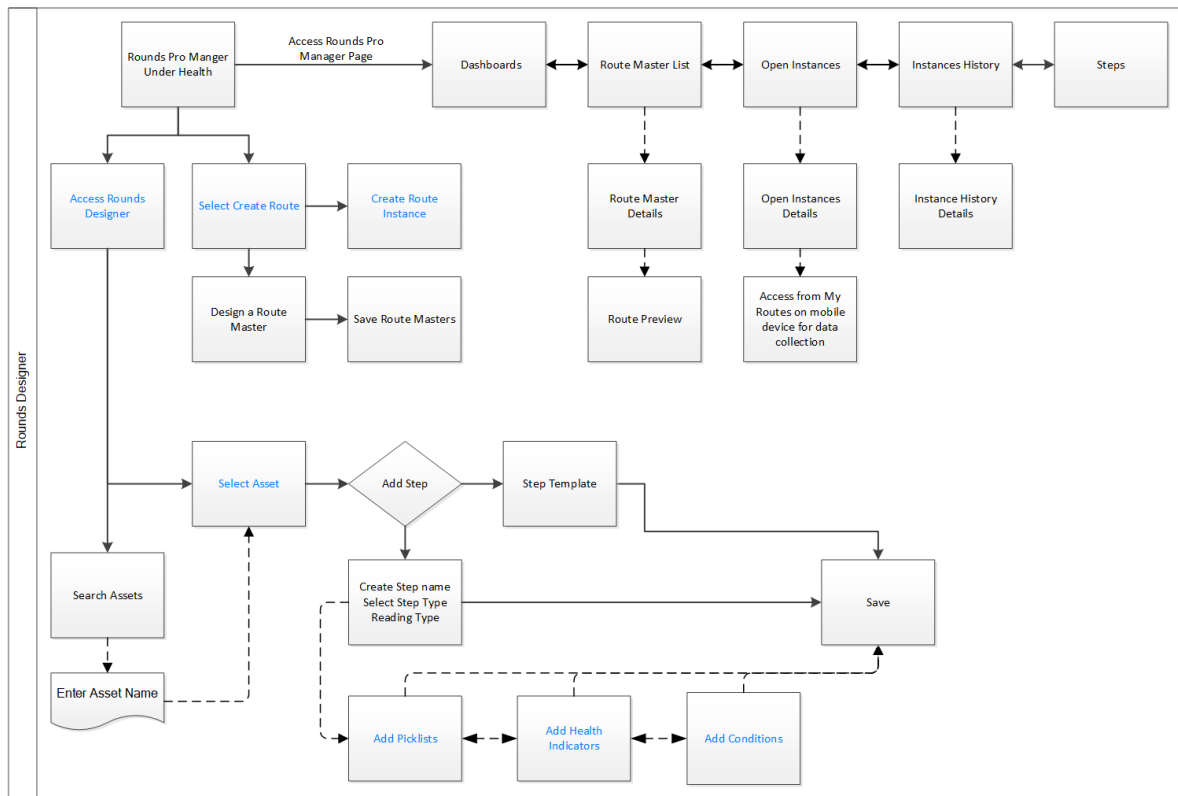 Rounds Designer
Rounds Pro Manger
Under Health
Access Rounds Pro
Manager Page
Dashboards
Route Master List
Open Instances
Instances History
Steps
Access Rounds
Designer
Select Create Route
Create Route
Instance
Route Master
Details
Open Instances
Details
Instance History
Details
Design a Route
Master
Save Route Masters
Route Preview
Access from My
Routes on mobile
device for data
collection
Select Asset
Add Step
Step Template
Search Assets
Create Step name
Select Step Type
Reading Type
Save
Enter Asset Name
Add Picklists
Add Health
Indicators
Add Conditions